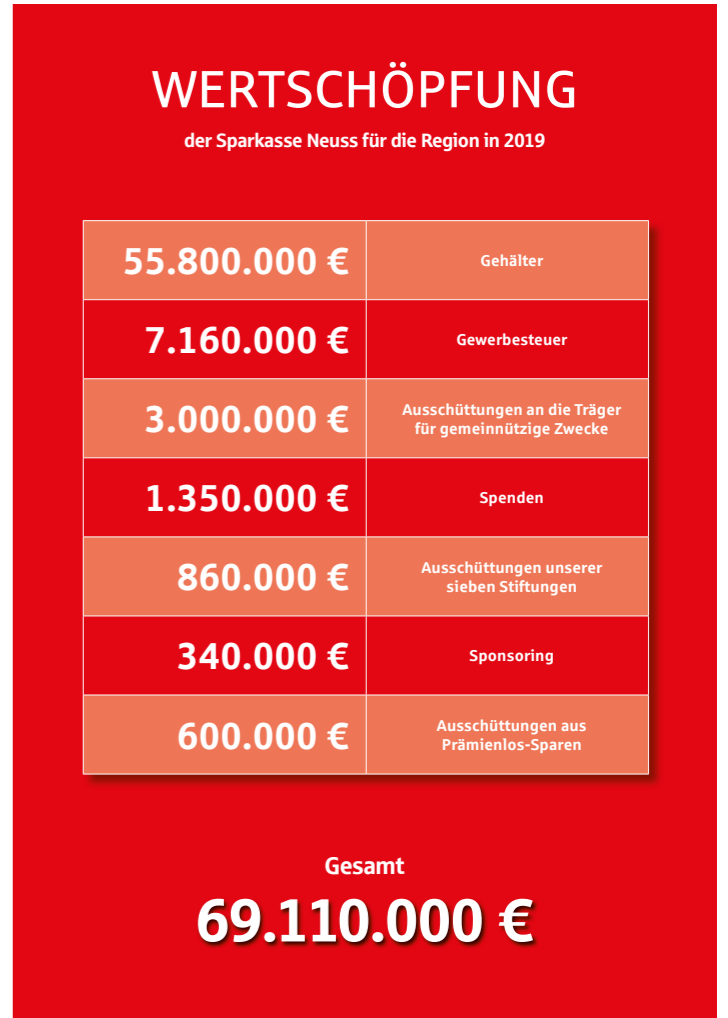 WERTSCHÖPFUNG
der Sparkasse Neuss für die Region in 2019
55.800.000 €
Gehälter
7.160.000 €
Gewerbesteuer
3.000.000 €
Ausschüttungen an die Träger
für gemeinnützige Zwecke
1.350.000 €
Spenden
860.000 €
Ausschüttungen unserer
sieben Stiftungen
340.000 €
Sponsoring
600.000 €
Ausschüttungen aus
Prämienlos-Sparen
Gesamt
69.110.000 €